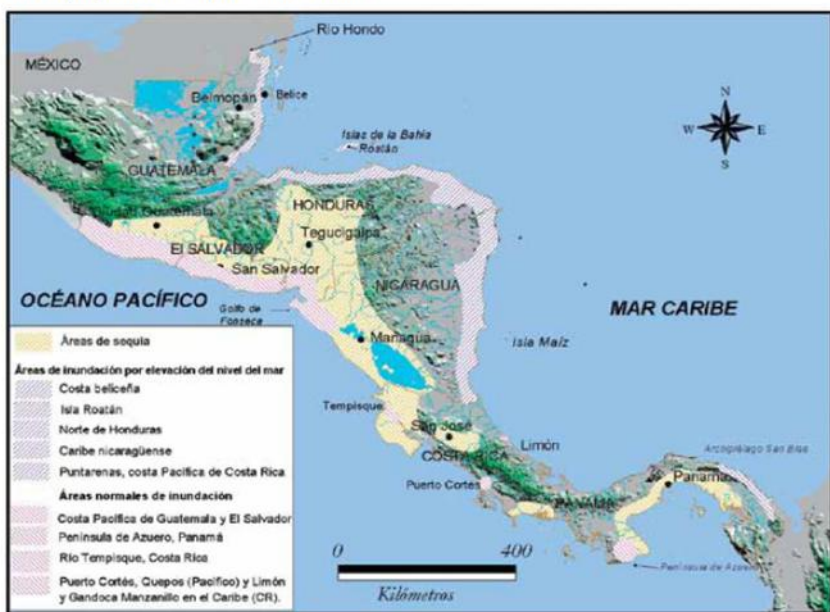 Río Hondo
MÉXICO
Belmopán
Belice
Islas de la Bahía
Roatán
N
W E
S
GUATEMALA
HONDURAS
Guatemala
Tegucigalpa
El SALVADOR
San Salvador
NICARAGUA
OCÉANO PACÍFICO
Golfo de
Fonseca
MAR CARIBE
Managua
Isla Maíz
Tempisque
San José
Limón
COSTA RICA
Archipiélago San Blas
Puerto Cortés
Panamá
PANAMÁ
Península de Azuero
0 400
Kilómetros
Áreas de sequía
Áreas de inundación por elevación del nivel del mar
Costa beliceña
Isla Roatán
Norte de Honduras
Caribe nicaragüense
Puntarenas, costa Pacífica de Costa Rica
Áreas normales de inundación
Costa Pacífica de Guatemala y El Salvador
Península de Azuero, Panamá
Río Tempisque, Costa Rica
Puerto Cortés, Quepos (Pacífico) y Limón
y Gandoca Manzanillo en el Caribe (CR).